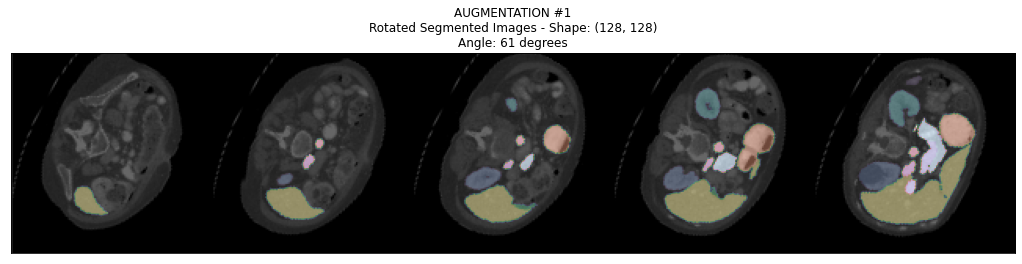 AUGMENTATION #1
Rotated Segmented Images - Shape: (128, 128)
Angle: 61 degrees